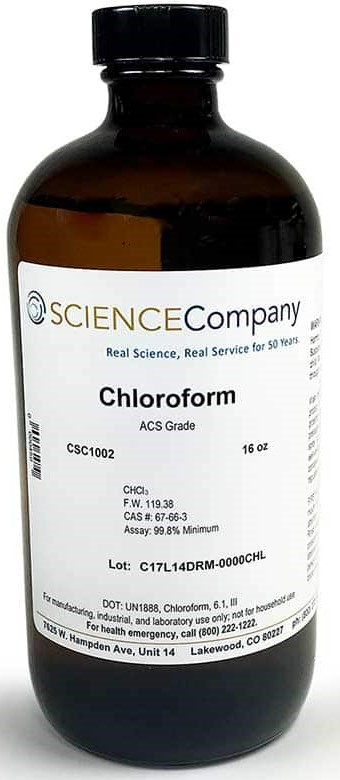 SCIENCECompany
Real Science, Real Service for 50 Years
Chloroform
ACS Grade
CSC1002 16 oz
CHCl₃
F.W. 119.38
CAS #: 67-66-3
Assay: 99.8% Minimum
Lot: C17L14DRM-0000CHL
DOT: UN1888, Chloroform, 6.1, III
For manufacturing, industrial, and laboratory use only; not for household use
For health emergency, call (800) 222-1222.
7625 W. Hampden Ave, Unit 14 Lakewood, CO 80227 ph: